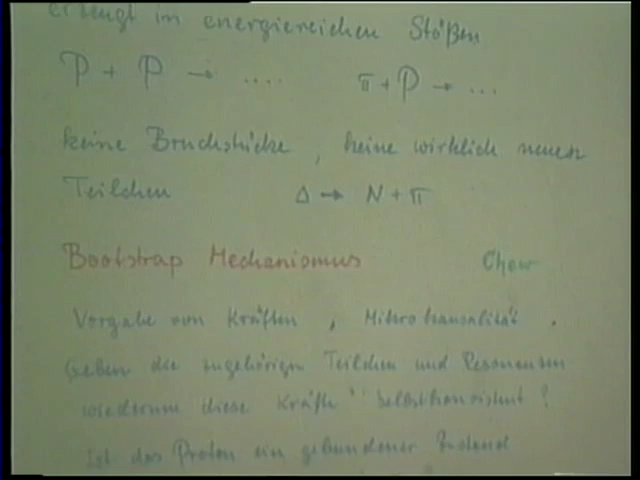 erzeugt in energiereichen Stößen
P + P → .... π + P → ...
keine Bruchstücke, keine wirklich neuen
Teilchen Δ → N + π
Bootstrap Mechanismus Chew
Vorgabe von Kräften, Mikrokausalität.
Geben die zugehörigen Teilchen und Resonanzen
wiederum diese Kräfte "selbstkonsistent?
Ist das Proton ein gebundener Zustand